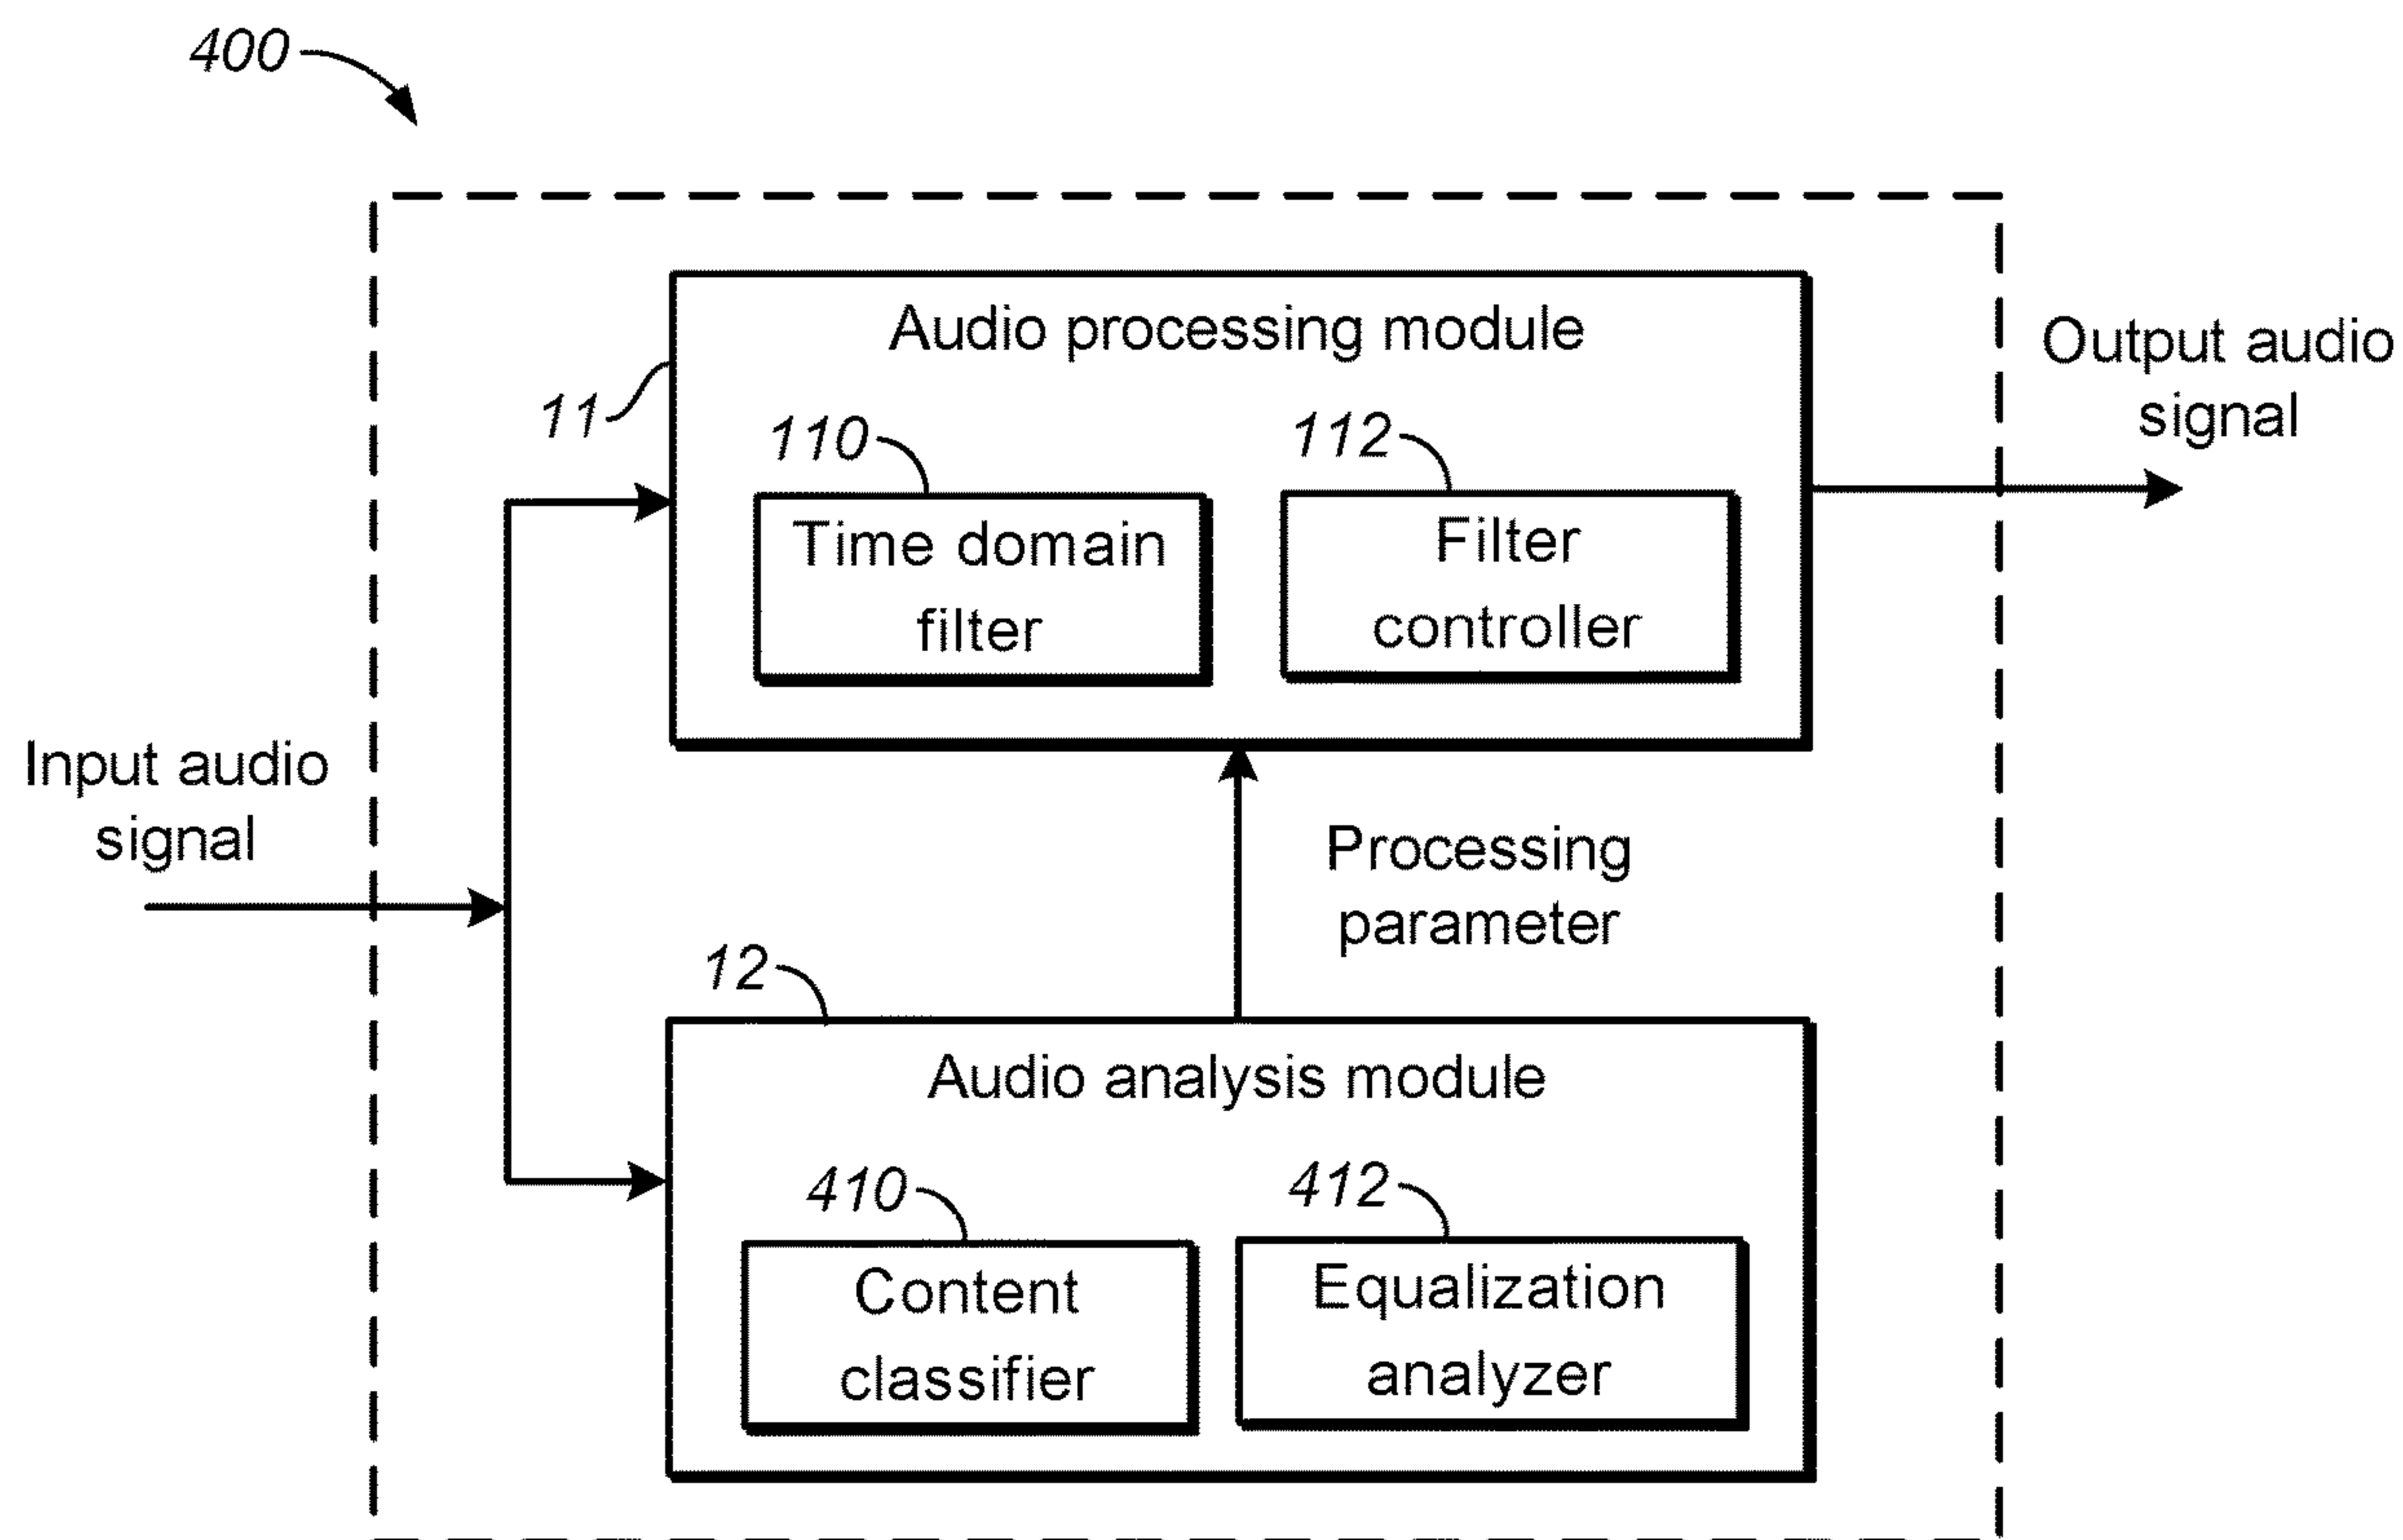 400
Audio processing module
Output audio
signal
11
110
112
Time domain
filter
Filter
controller
Input audio
signal
Processing
parameter
12
Audio analysis module
410
412
Content
classifier
Equalization
analyzer